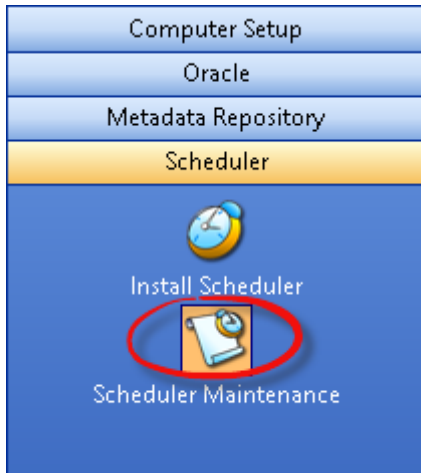 Computer Setup
Oracle
Metadata Repository
Scheduler
Install Scheduler
Scheduler Maintenance